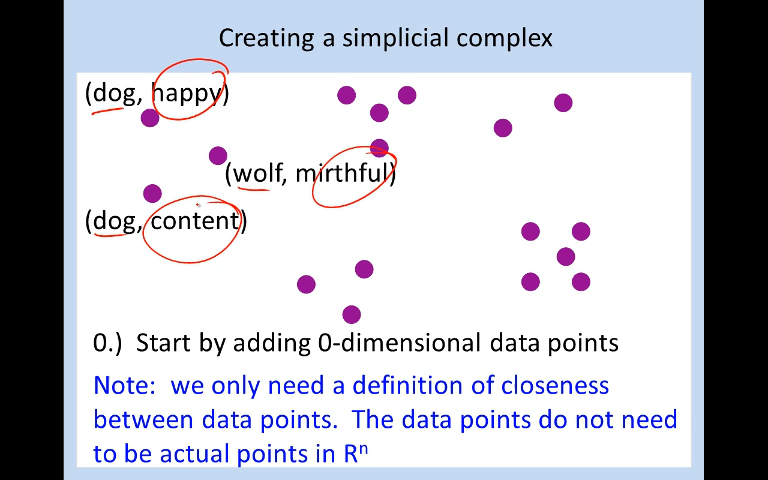 Creating a simplicial complex
(dog, happy)
(wolf, mirthful)
(dog, content)
0.) Start by adding 0-dimensional data points
Note: we only need a definition of closeness
between data points. The data points do not need
to be actual points in Rⁿ